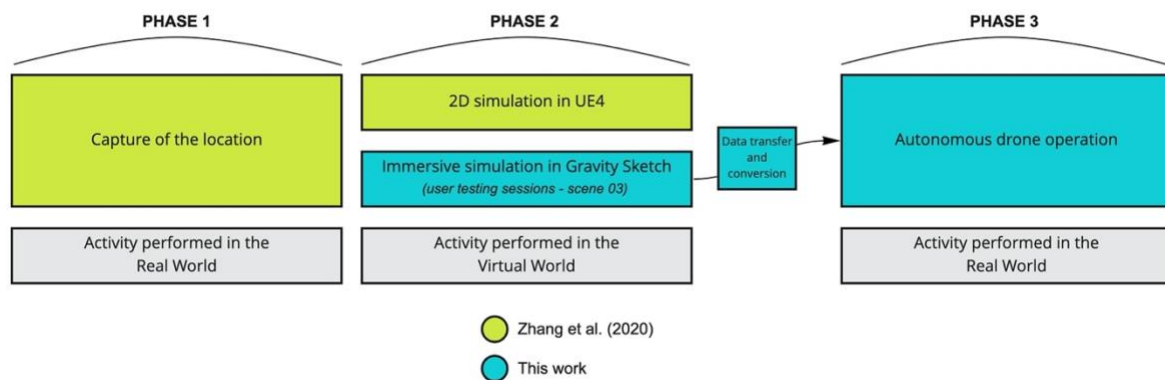 PHASE 1
PHASE 2
PHASE 3
Capture of the location
2D simulation in UE4
Immersive simulation in Gravity Sketch
(user testing sessions - scene 03)
Data transfer
and
conversion
Autonomous drone operation
Activity performed in the
Real World
Activity performed in the
Virtual World
Activity performed in the
Real World
Zhang et al. (2020)
This work